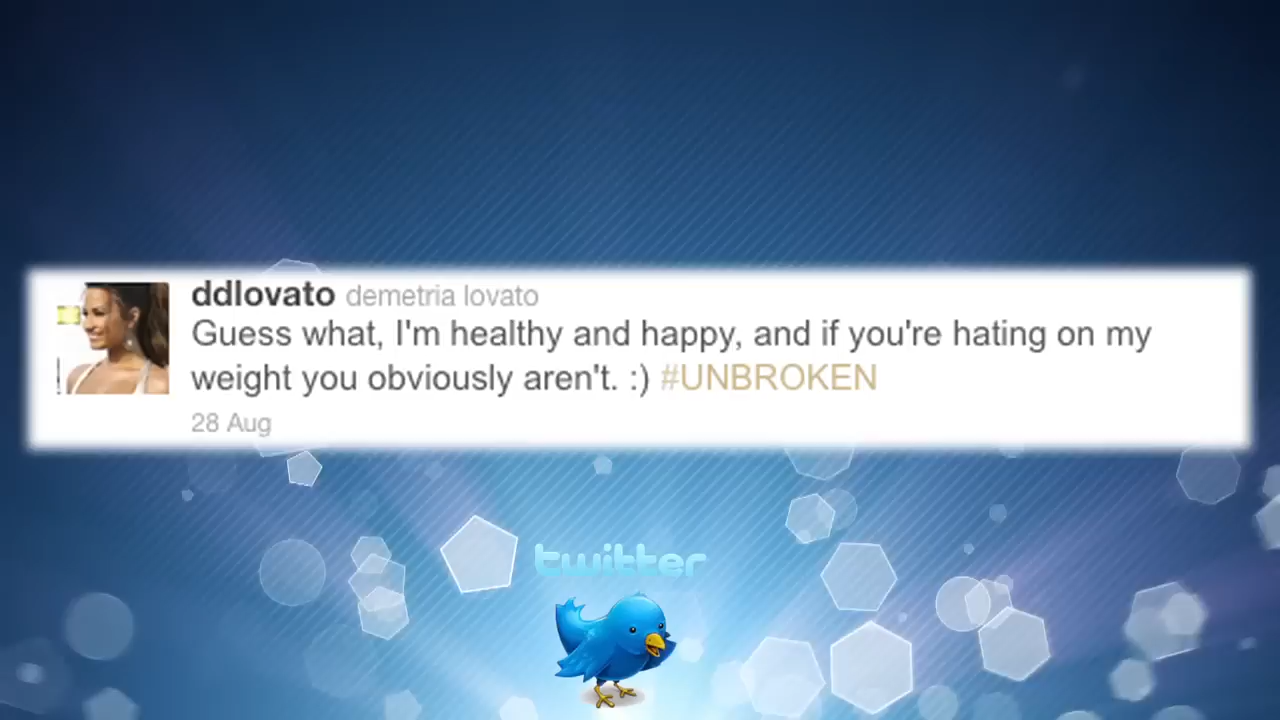 ddlovato demetria lovato
Guess what, I'm healthy and happy, and if you're hating on my
weight you obviously aren't. :) #UNBROKEN
28 Aug
twitter